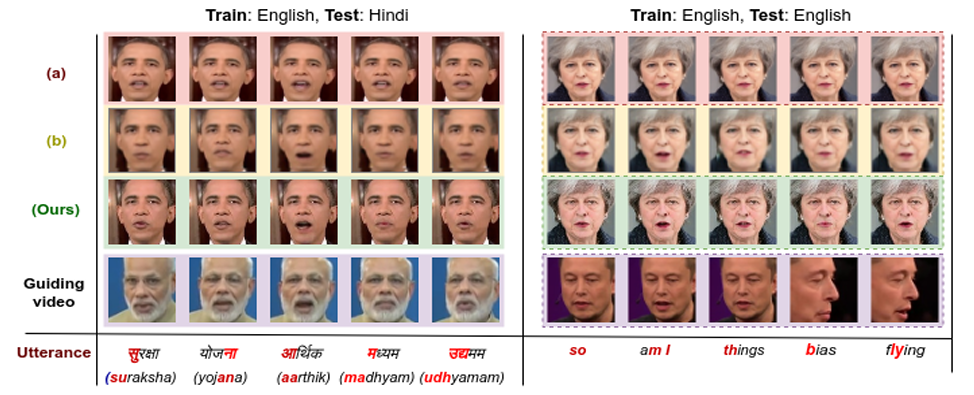 Train: English, Test: Hindi
Train: English, Test: English
(a)
(b)
(Ours)
Guiding
video
Utterance
सुरक्षा योजना आर्थिक मध्यम उद्यमम
(suraksha) (yojana) (aarthik) (madhyam) (udhyamam)
so am I things bias flying